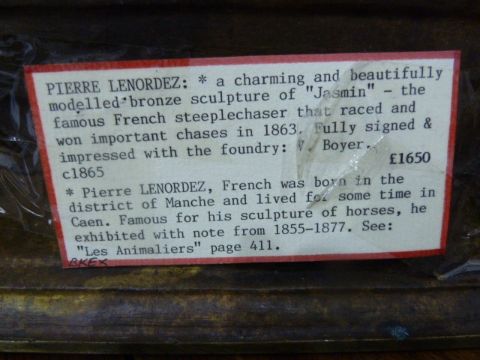 PIERRE LENORDEZ: * a charming and beautifully
modelled bronze sculpture of "Jasmin" - the
famous French steeplechaser that raced and
won important chases in 1863. Fully signed &
impressed with the foundry: V. Boyer.
£1650
c1865
* Pierre LENORDEZ, French was born in the
district of Manche and lived for some time in
Caen. Famous for his sculpture of horses, he
exhibited with note from 1855-1877. See:
"Les Animaliers" page 411.
BKEX